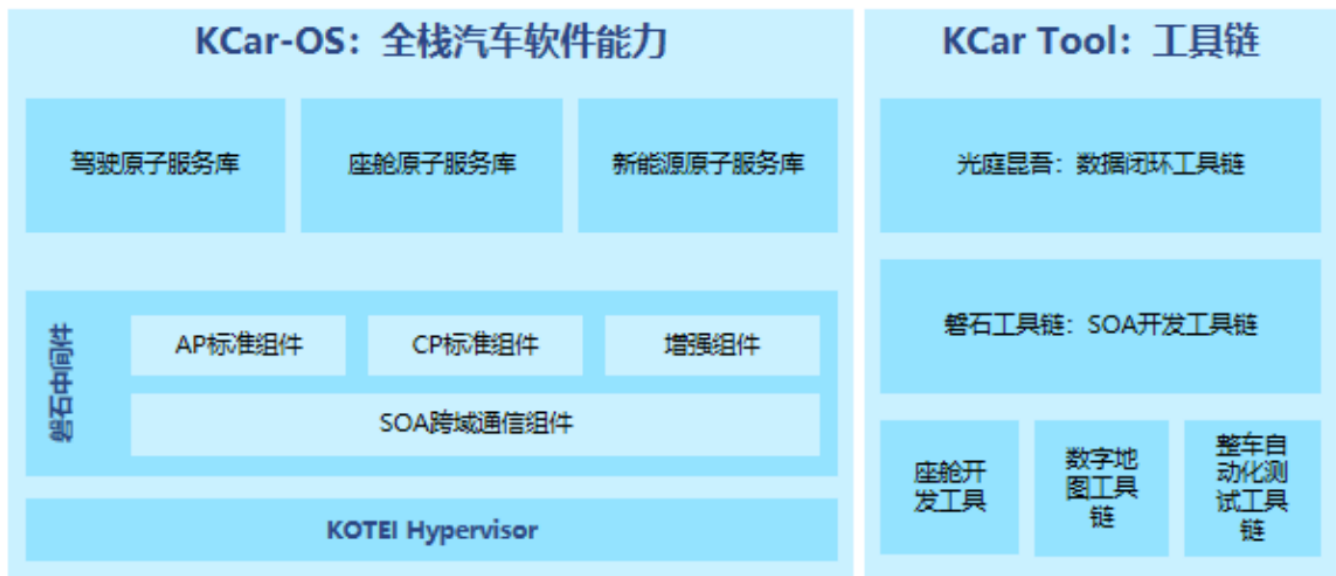 KCar-OS：全栈汽车软件能力
驾驶原子服务库
座舱原子服务库
新能源原子服务库
磐石中间件
AP标准组件
CP标准组件
增强组件
SOA跨域通信组件
KOTEI Hypervisor
KCar Tool：工具链
光庭昆吾：数据闭环工具链
磐石工具链：SOA开发工具链
座舱开
发工具
数字地
图工具
链
整车自
动化测
试工具
链